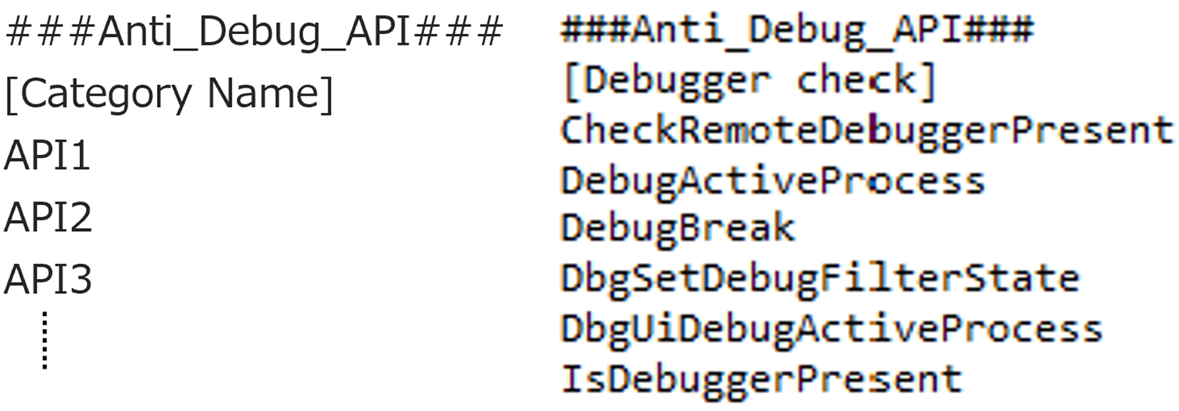 ###Anti_Debug_API###
[Category Name]
API1
API2
API3
###Anti_Debug_API###
[Debugger check]
CheckRemoteDebuggerPresent
DebugActiveProcess
DebugBreak
DbgSetDebugFilterState
DbgUiDebugActiveProcess
IsDebuggerPresent